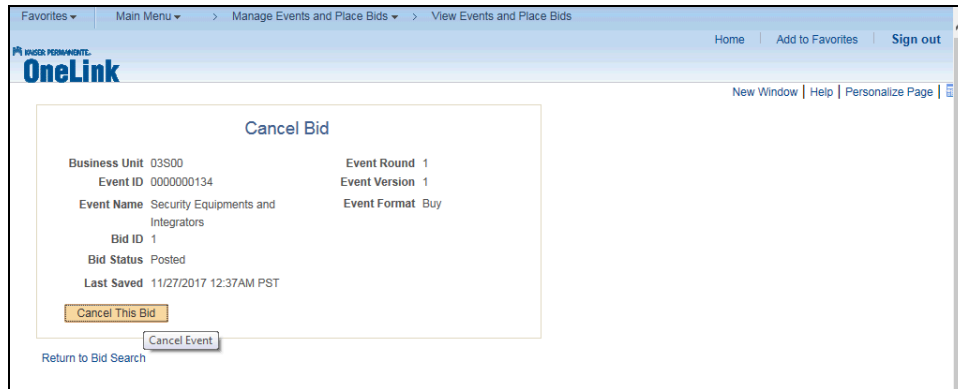 Favorites Main Menu > Manage Events and Place Bids > View Events and Place Bids
Home Add to Favorites Sign out
KAISER PERMANENTE.
OneLink
New Window | Help | Personalize Page |
Cancel Bid
Business Unit 03S00 Event Round 1
Event ID 0000000134 Event Version 1
Event Name Security Equipments and Event Format Buy
Integrators
Bid ID 1
Bid Status Posted
Last Saved 11/27/2017 12:37AM PST
Cancel This Bid
Cancel Event
Return to Bid Search